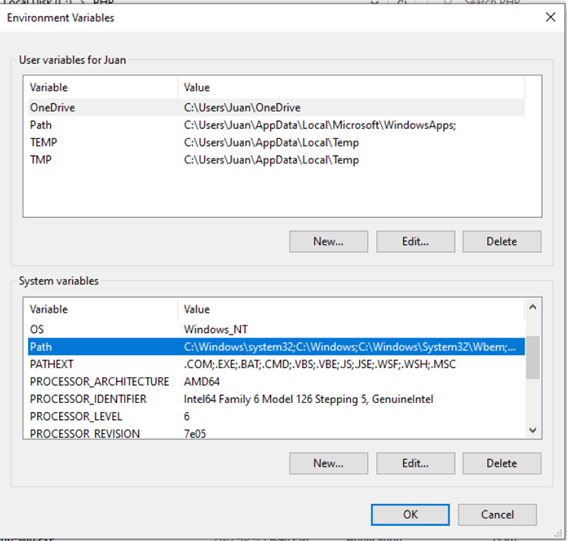 Environment Variables
User variables for Juan
Variable Value
OneDrive C:\Users\Juan\OneDrive
Path C:\Users\Juan\AppData\Local\Microsoft\WindowsApps;
TEMP C:\Users\Juan\AppData\Local\Temp
TMP C:\Users\Juan\AppData\Local\Temp
New... Edit... Delete
System variables
Variable Value
OS Windows_NT
Path C:\Windows\system32;C:\Windows;C:\Windows\System32\Wbem;...
PATHEXT .COM;.EXE;.BAT;.CMD;.VBS;.VBE;.JS;.JSE;.WSF;.WSH;.MSC
PROCESSOR_ARCHITECTURE AMD64
PROCESSOR_IDENTIFIER Intel64 Family 6 Model 126 Stepping 5, GenuineIntel
PROCESSOR_LEVEL 6
PROCESSOR_REVISION 7e05
New... Edit... Delete
OK Cancel